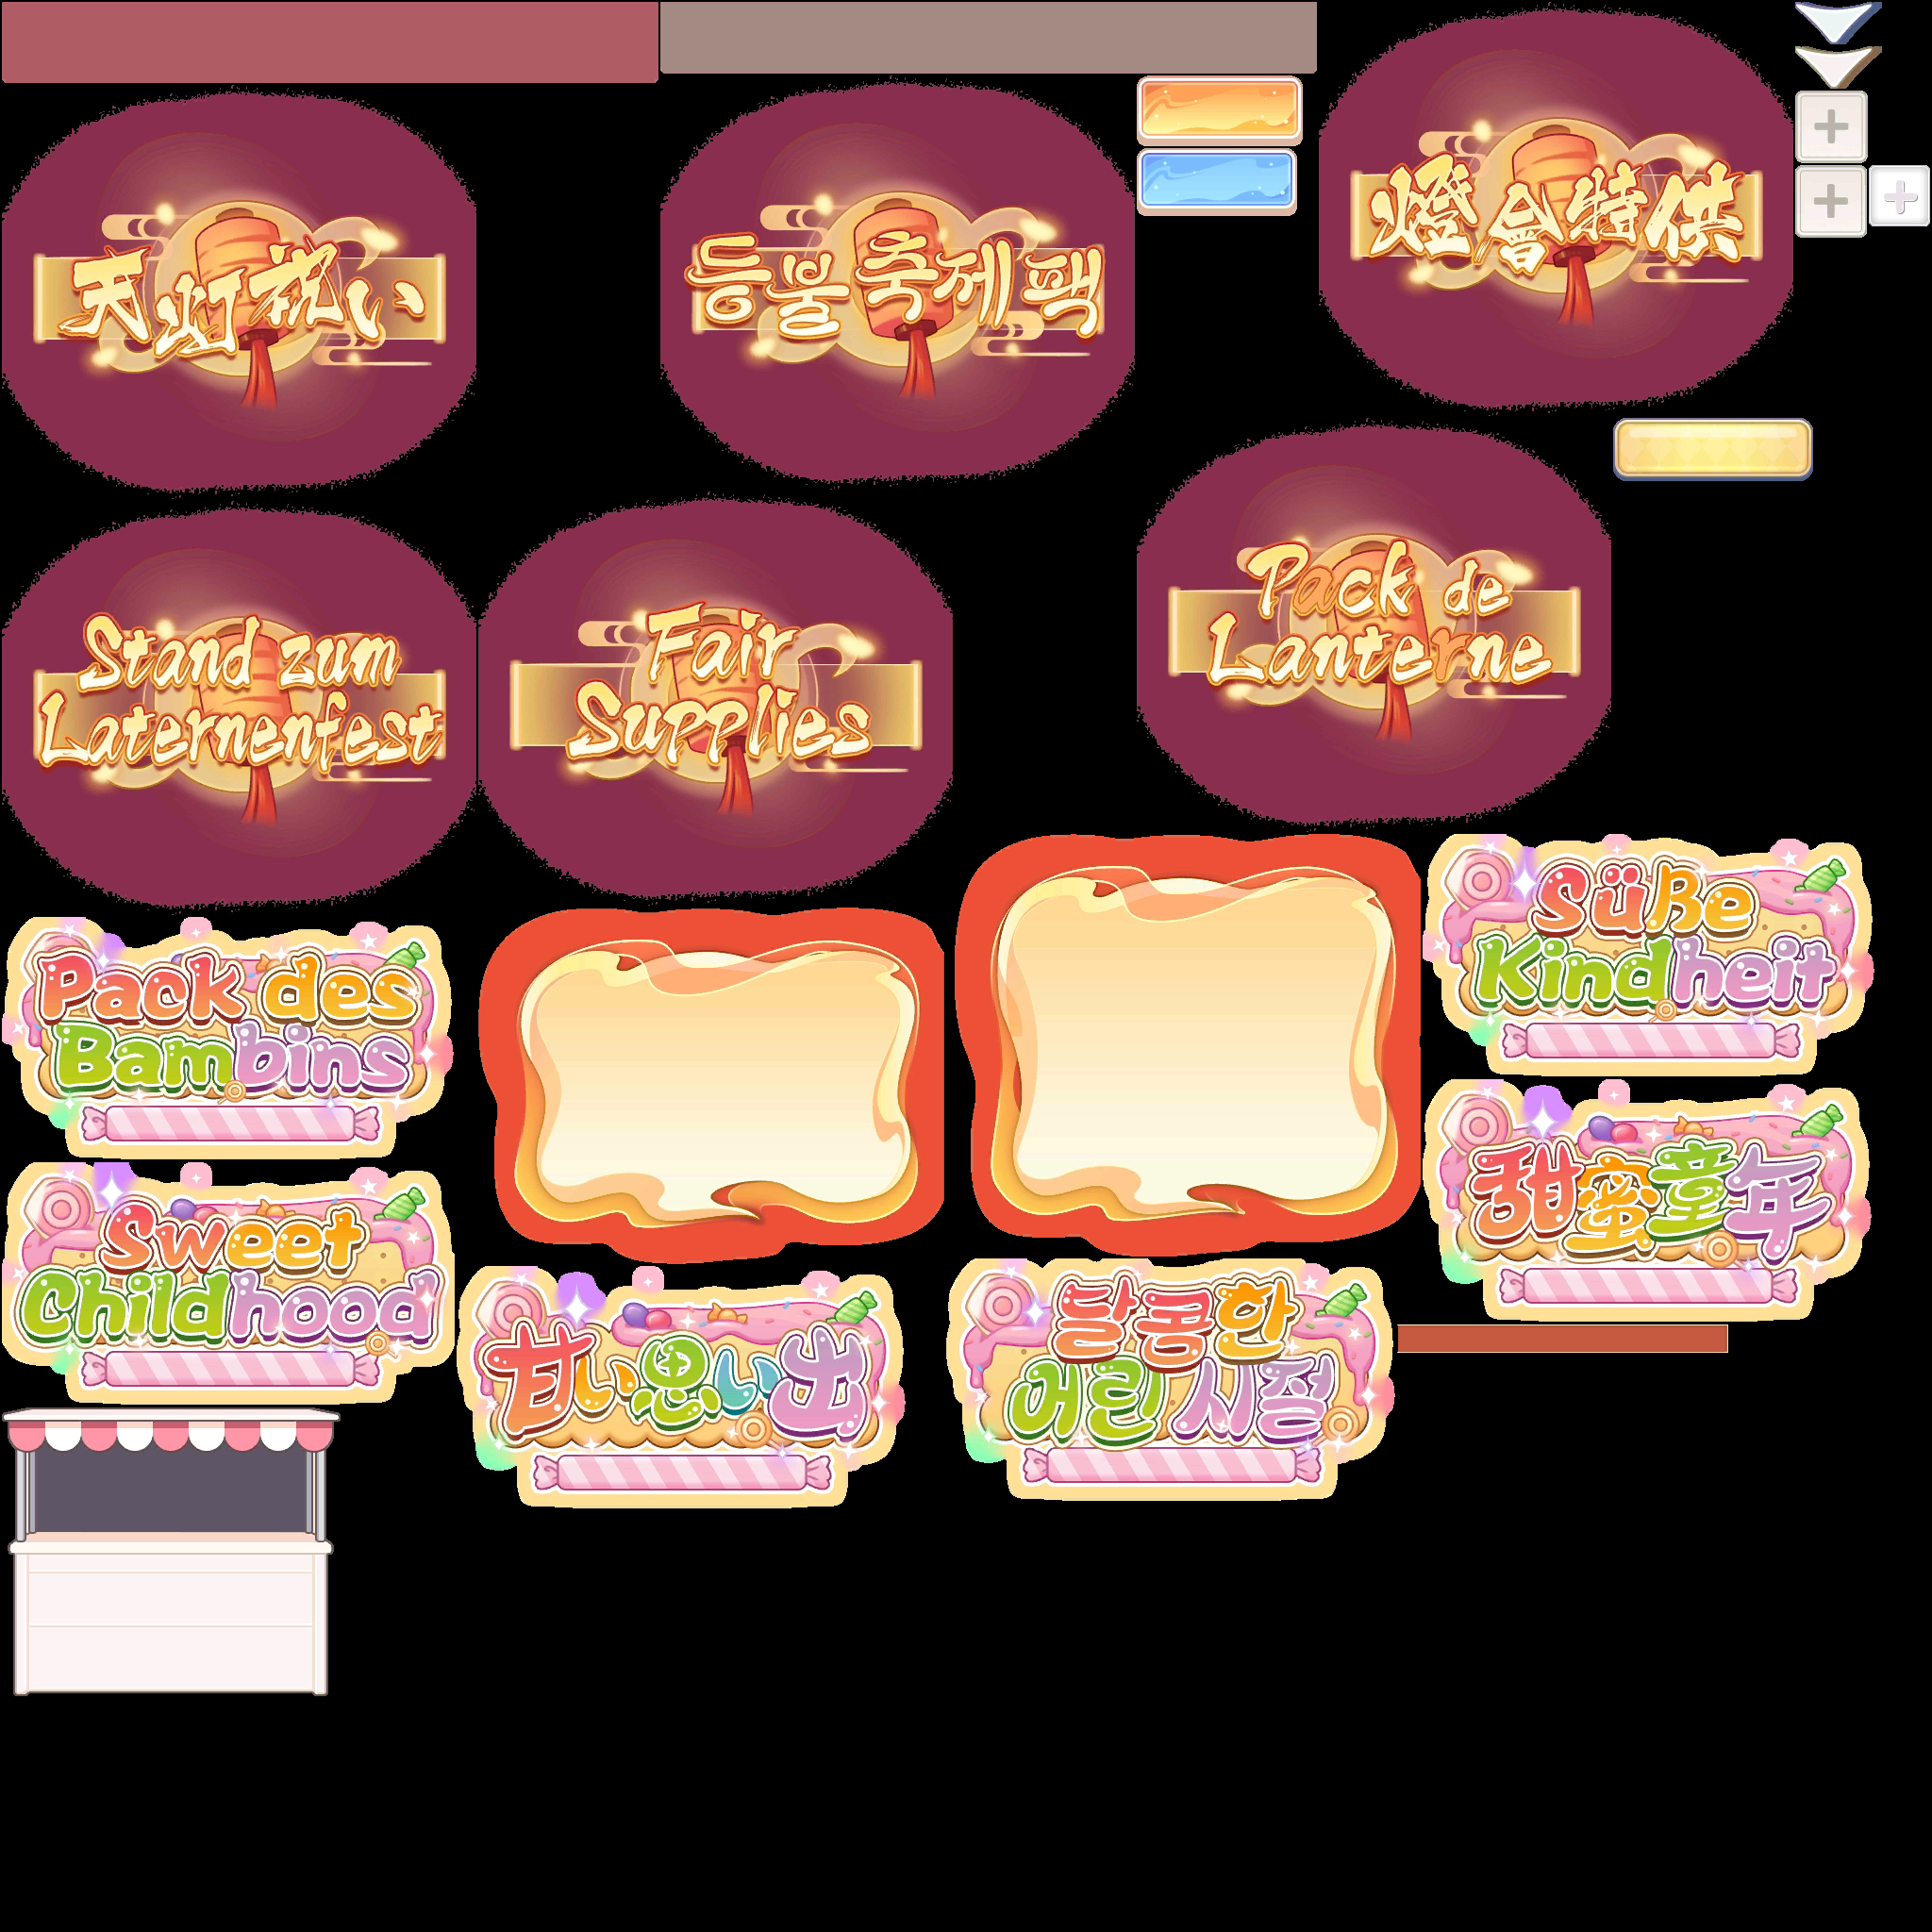 天灯祝い
등불 축제 팩
燈會特供
Stand zum
Laternenfest
Fair
Supplies
Pack de
Lanterne
Pack des
Bambins
Süße
Kindheit
Sweet
Childhood
甘い思い出
달콤한
어린 시절
甜蜜童年